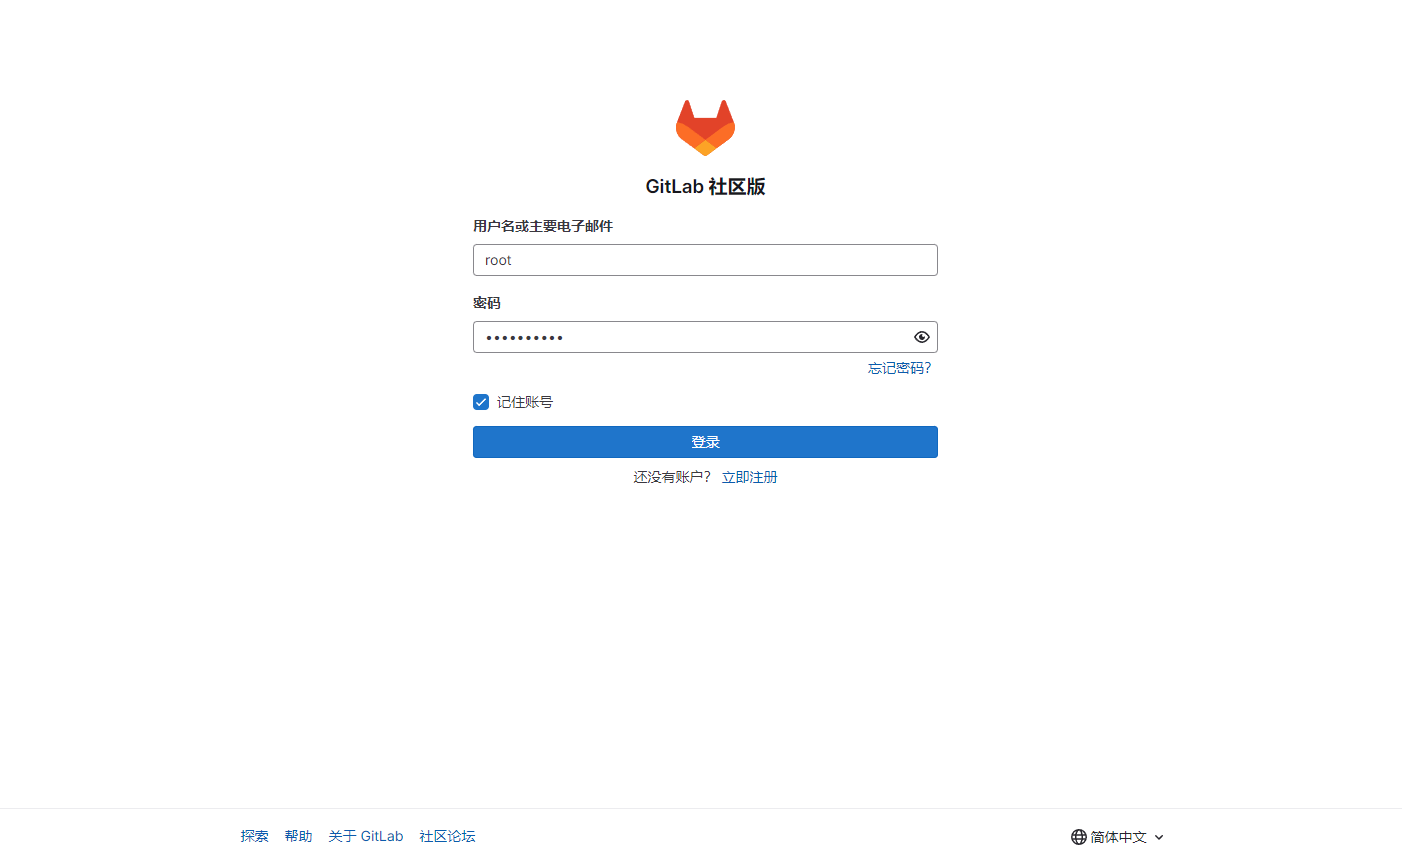 GitLab 社区版
用户名或主要电子邮件
root
密码
••••••••••
忘记密码？
记住账号
登录
还没有账户？ 立即注册
探索 帮助 关于 GitLab 社区论坛 简体中文